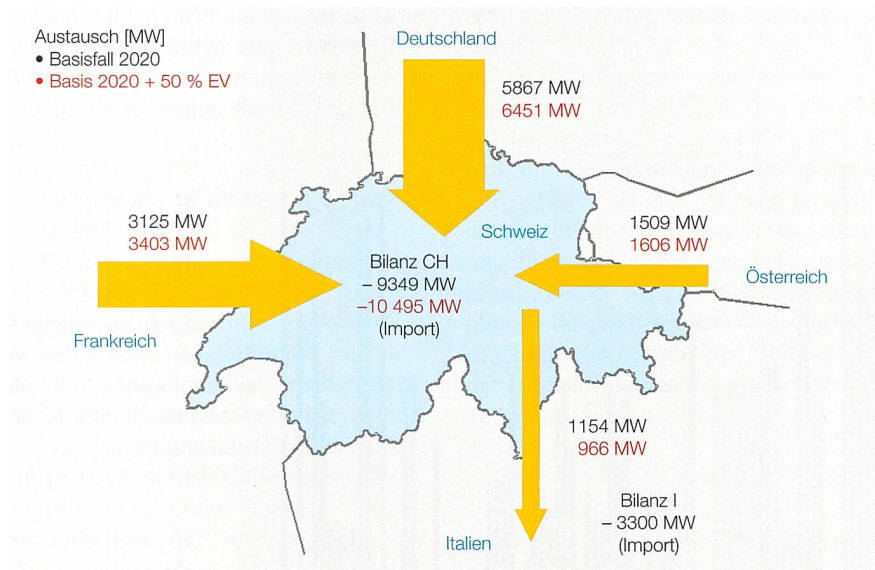 Austausch [MW]
• Basisfall 2020
• Basis 2020 + 50 % EV
Deutschland
5867 MW
6451 MW
3125 MW
3403 MW
Frankreich
Schweiz
1509 MW
1606 MW
Österreich
Bilanz CH
– 9349 MW
–10 495 MW
(Import)
1154 MW
966 MW
Italien
Bilanz I
– 3300 MW
(Import)